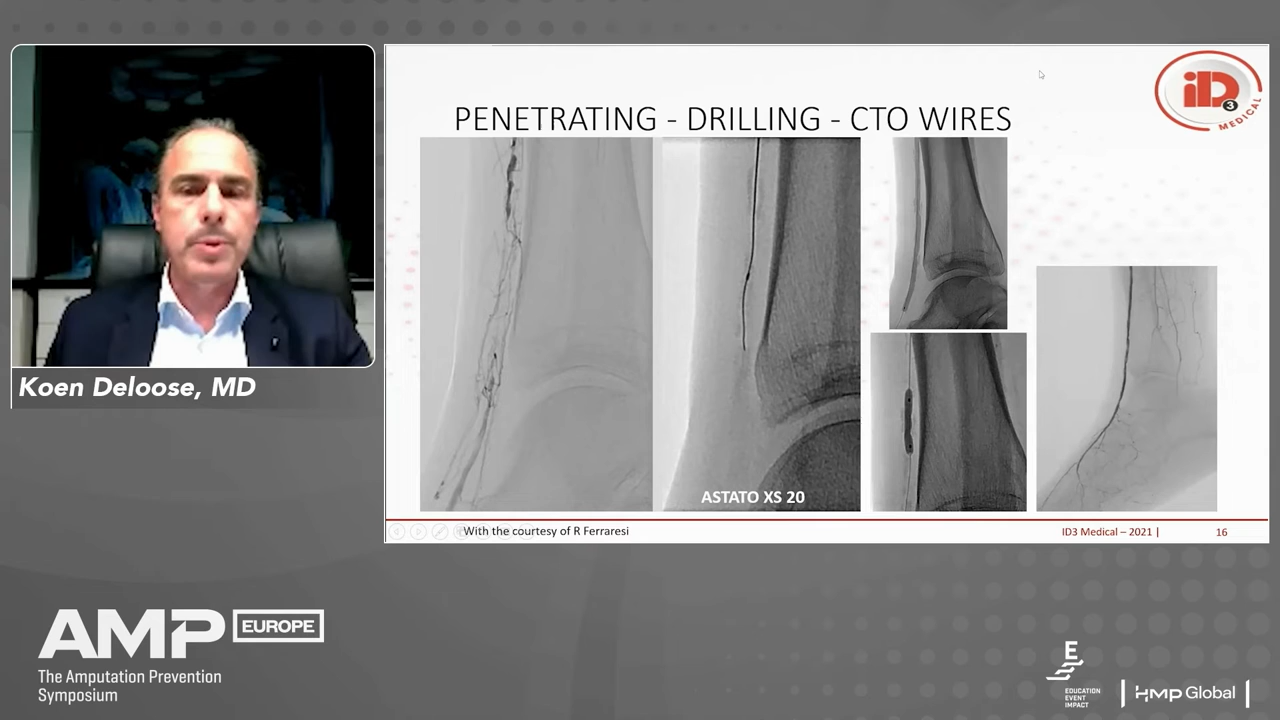 PENETRATING - DRILLING - CTO WIRES
iD3
MEDICAL
Koen Deloose, MD
ASTATO XS 20
With the courtesy of R Ferraresi
ID3 Medical – 2021 |
16
AMP EUROPE
The Amputation Prevention
Symposium
E
EDUCATION
EVENT
IMPACT
HMP Global